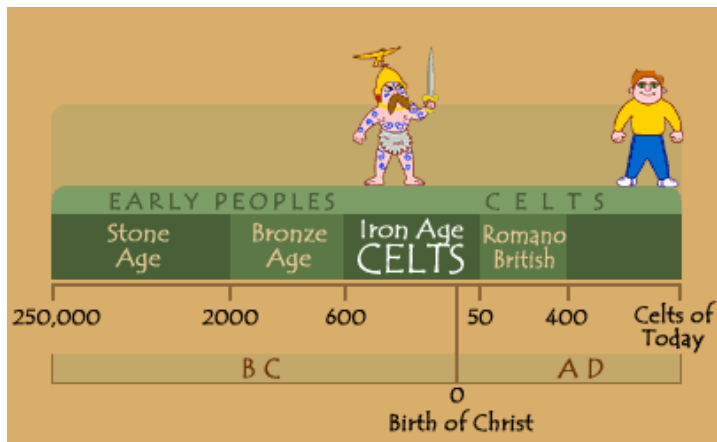 EARLY PEOPLES CELTS
Stone Age
Bronze Age
Iron Age CELTS
Romano British
250,000 2000 600 50 400 Celts of Today
BC AD
0
Birth of Christ